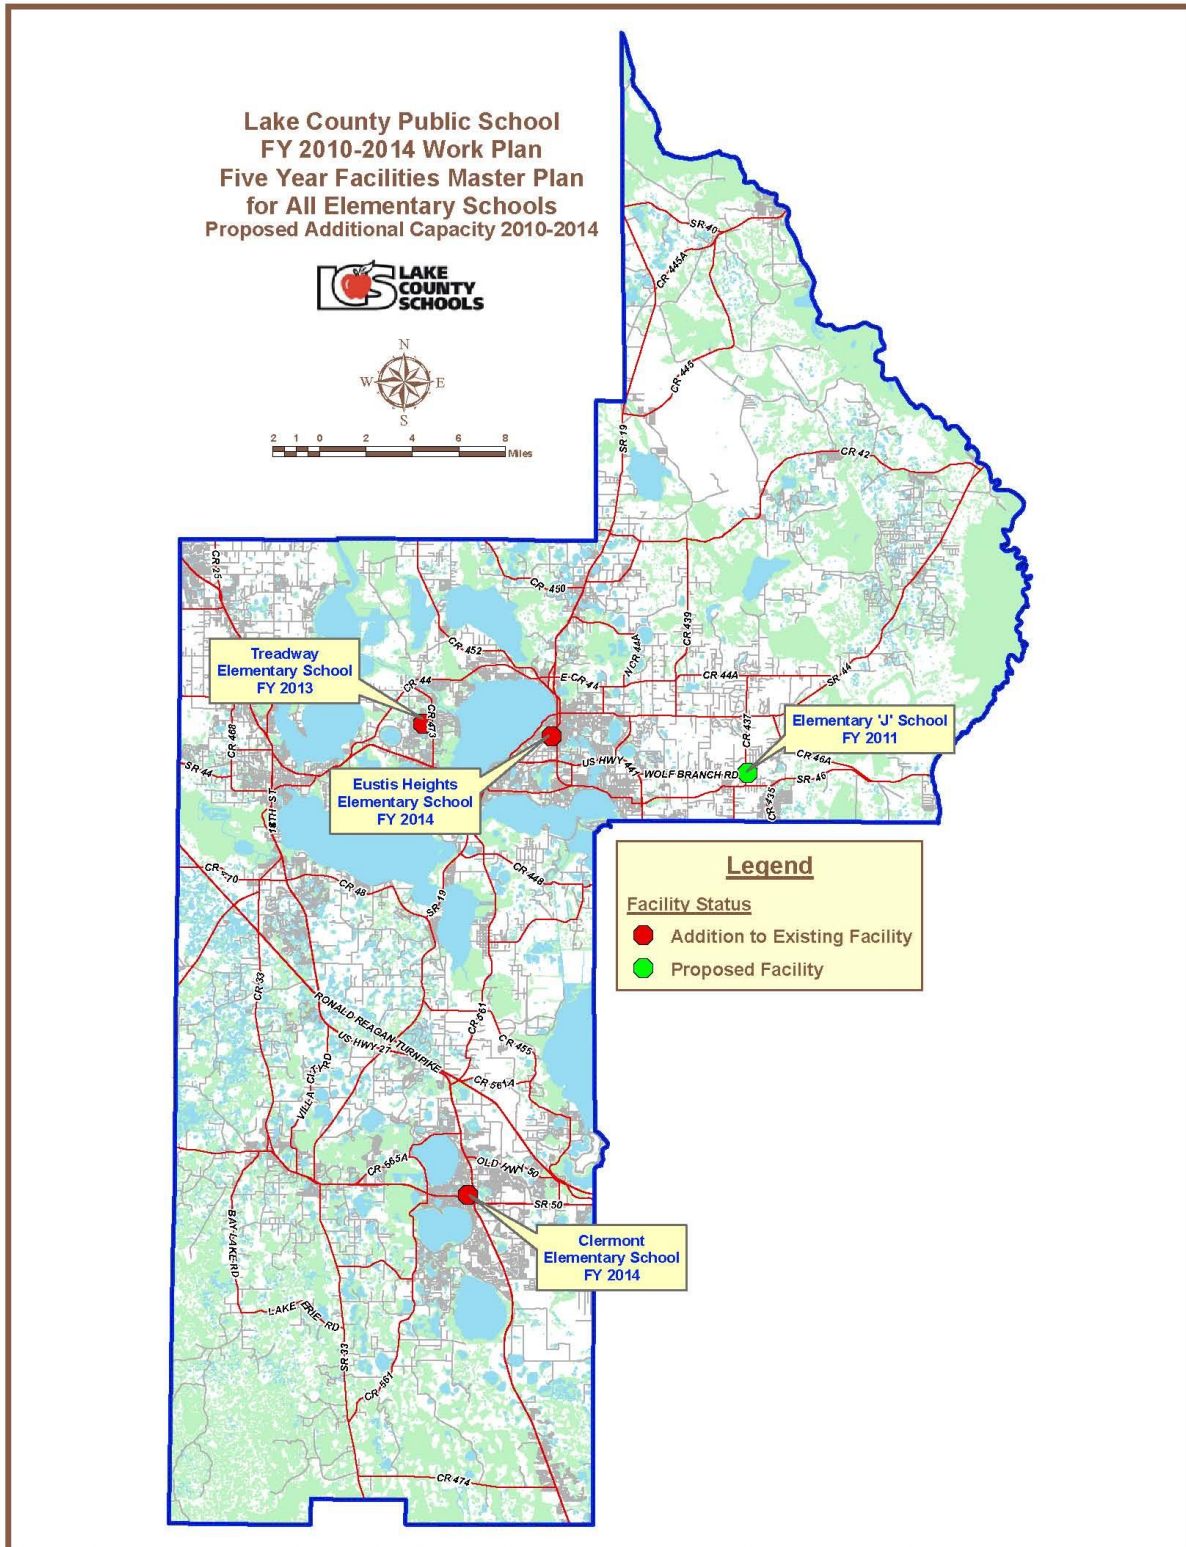 Lake County Public School
FY 2010-2014 Work Plan
Five Year Facilities Master Plan
for All Elementary Schools
Proposed Additional Capacity 2010-2014
LCS LAKE
COUNTY
SCHOOLS
N
W E
S
2 1 0 2 4 6 8
Miles
SR 40
CR 445A
CR 445
SR 19
CR 42
CR 25
CR 450
CR 439
N CR 44A
CR 452
Treadway
Elementary School
FY 2013
CR 44
E CR 44
CR 44A
SR 44
CR 473
CR 437
Elementary 'J' School
FY 2011
CR 468
SR 44
US HWY 441
WOLF BRANCH RD
CR 46A
SR 46
CR 435
Eustis Heights
Elementary School
FY 2014
CR 470
CR 48
SR 19
CR 448
Legend
Facility Status
Addition to Existing Facility
Proposed Facility
CR 33
RONALD REAGAN TURNPIKE
US HWY 27
CR 561
CR 455
VILLA CITY RD
CR 561A
CR 565A
OLD HWY 50
SR 50
BAY LAKE RD
Clermont
Elementary School
FY 2014
LAKE ERIE RD
SR 33
CR 561
CR 474